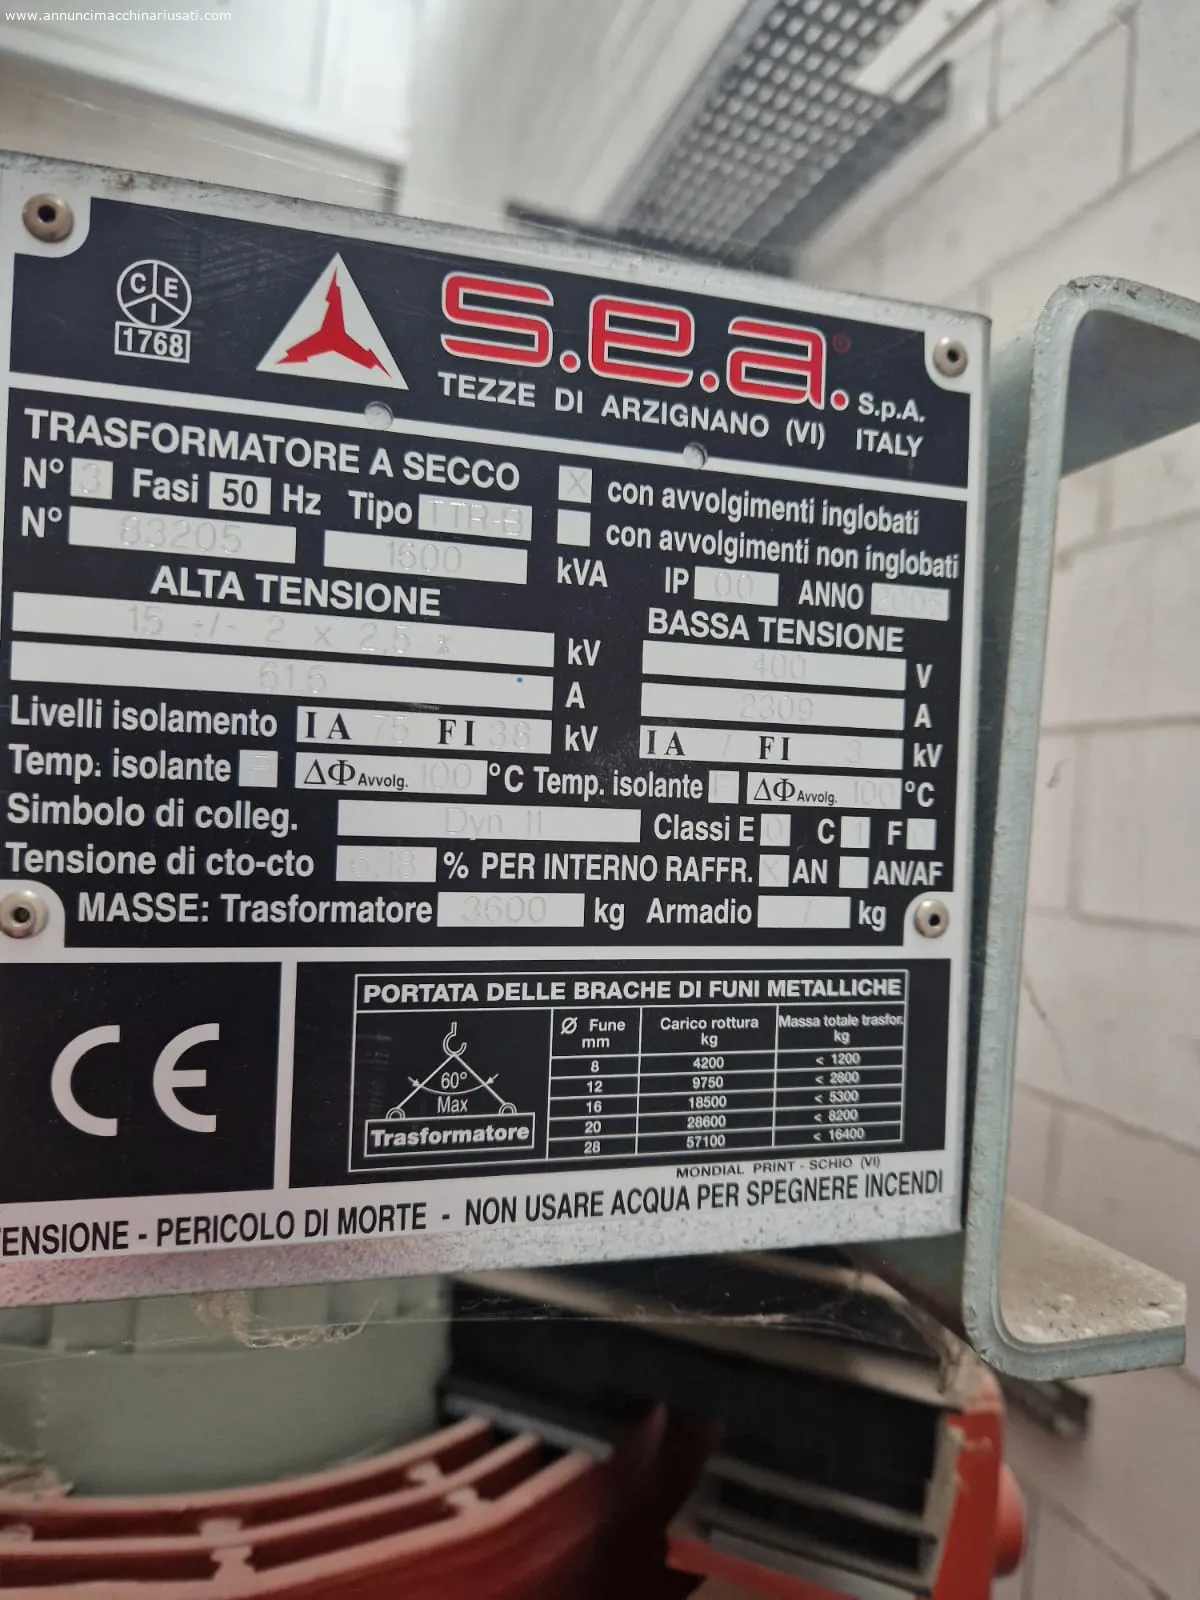 www.annuncimacchinariusati.com
C E I
1768
s.e.a.® S.p.A.
TEZZE DI ARZIGNANO (VI) ITALY
TRASFORMATORE A SECCO
N° 3 Fasi 50 Hz Tipo TTR-B
X con avvolgimenti inglobati
con avvolgimenti non inglobati
N° 83205 1600 kVA IP 00 ANNO
ALTA TENSIONE
BASSA TENSIONE
15 +/- 2 x 2,5 % kV
400 V
61.6 A
2309 A
Livelli isolamento IA 75 FI 38 kV
IA / FI 3 kV
Temp. isolante F ΔΦ Avvolg. 100 °C
Temp. isolante F ΔΦ Avvolg. 100 °C
Simbolo di colleg. Dyn 11
Classi E 0 C 1 F
Tensione di cto-cto 6.18 % PER INTERNO RAFFR. X AN AN/AF
MASSE: Trasformatore 3600 kg Armadio / kg
CE
PORTATA DELLE BRACHE DI FUNI METALLICHE
60°
Max
Trasformatore
Ø Fune mm Carico rottura kg Massa totale trasfor. kg
8 4200 < 1200
12 9750 < 2800
16 18500 < 5300
20 28600 < 8200
28 57100 < 16400
MONDIAL PRINT - SCHIO (VI)
TENSIONE - PERICOLO DI MORTE - NON USARE ACQUA PER SPEGNERE INCENDI